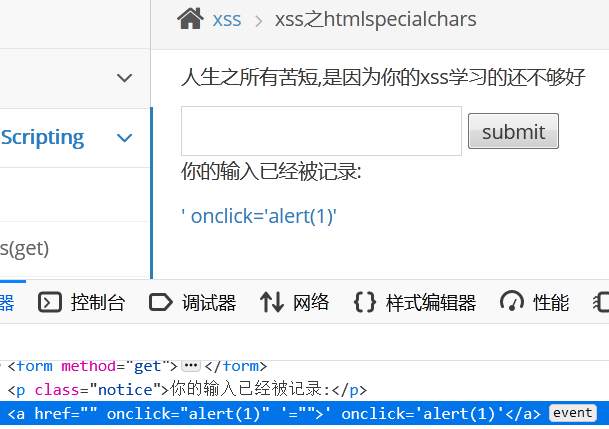 xss > xss之htmlspecialchars
人生之所有苦短,是因为你的xss学习的还不够好
Scripting
submit
你的输入已经被记录:
' onclick='alert(1)'
s(get)
器 控制台 调试器 网络 样式编辑器 性能
<form method="get"> ••• </form>
<p class="notice">你的输入已经被记录:</p>
<a href="" onclick="alert(1)" '="">' onclick='alert(1)'</a> event